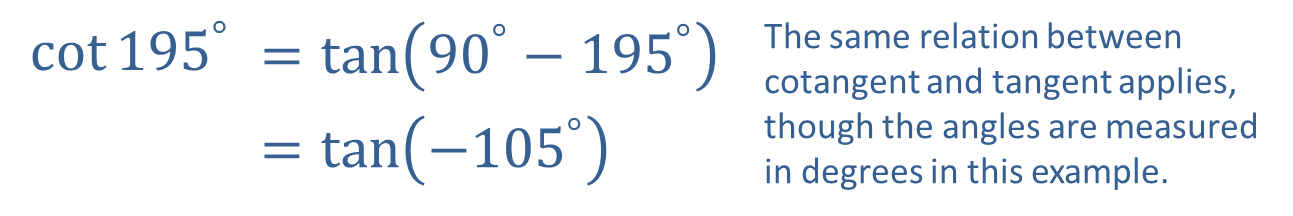 cot 195° = tan(90° − 195°)
= tan(−105°)
The same relation between
cotangent and tangent applies,
though the angles are measured
in degrees in this example.